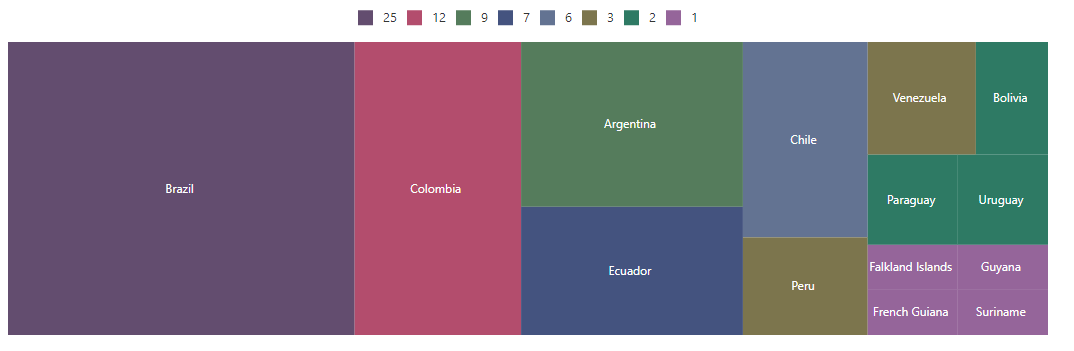 25 12 9 7 6 3 2 1
Brazil
Colombia
Argentina
Ecuador
Chile
Peru
Venezuela
Bolivia
Paraguay
Uruguay
Falkland Islands
Guyana
French Guiana
Suriname